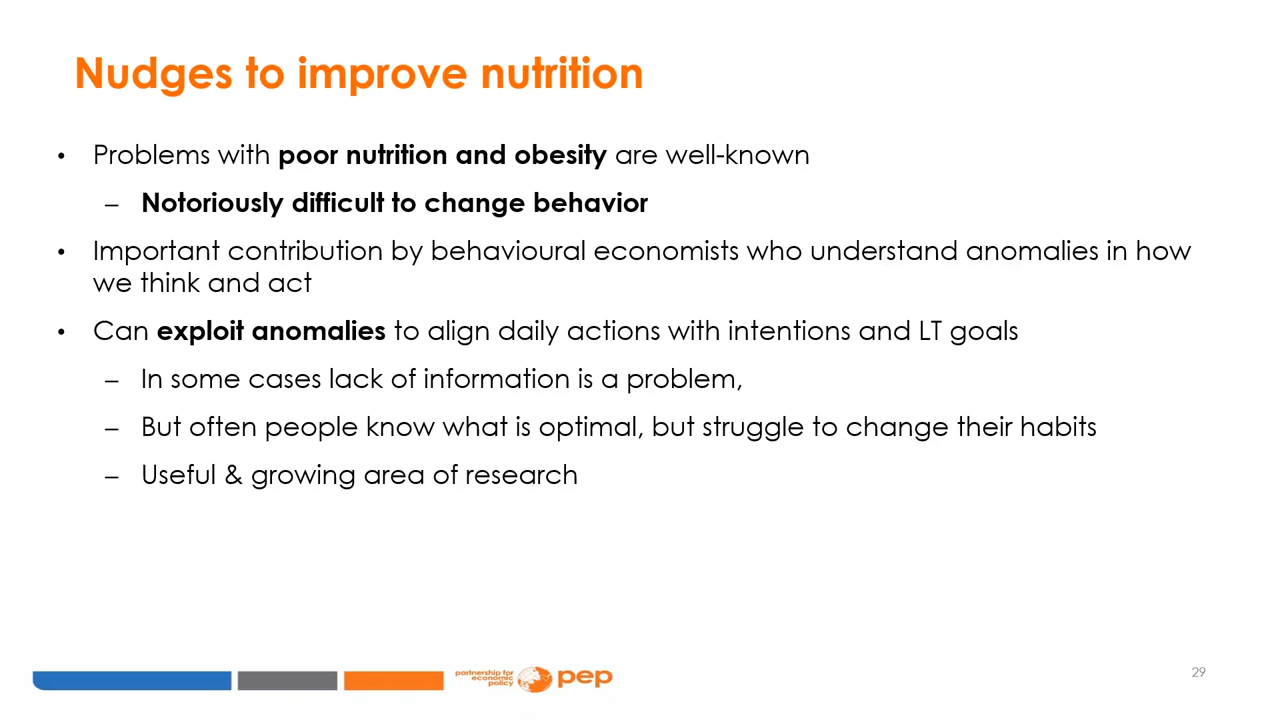 Nudges to improve nutrition
• Problems with poor nutrition and obesity are well-known
– Notoriously difficult to change behavior
• Important contribution by behavioural economists who understand anomalies in how
we think and act
• Can exploit anomalies to align daily actions with intentions and LT goals
– In some cases lack of information is a problem,
– But often people know what is optimal, but struggle to change their habits
– Useful & growing area of research
partnership for
economic
policy
pep
29